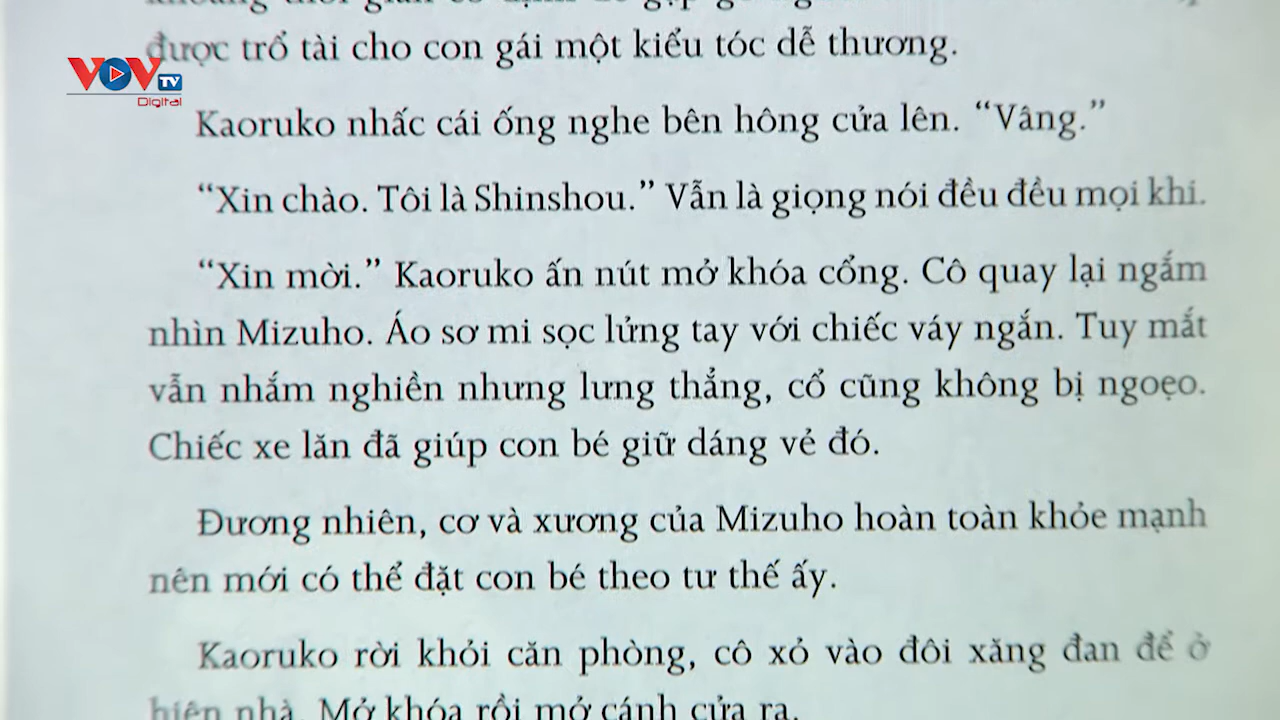 được trổ tài cho con gái một kiểu tóc dễ thương.
VOV TV
Digital
Kaoruko nhấc cái ống nghe bên hông cửa lên. “Vâng.”
“Xin chào. Tôi là Shinshou.” Vẫn là giọng nói đều đều mọi khi.
“Xin mời.” Kaoruko ấn nút mở khóa cổng. Cô quay lại ngắm
nhìn Mizuho. Áo sơ mi sọc lửng tay với chiếc váy ngắn. Tuy mắt
vẫn nhắm nghiền nhưng lưng thẳng, cổ cũng không bị ngoẹo.
Chiếc xe lăn đã giúp con bé giữ dáng vẻ đó.
Đương nhiên, cơ và xương của Mizuho hoàn toàn khỏe mạnh
nên mới có thể đặt con bé theo tư thế ấy.
Kaoruko rời khỏi căn phòng, cô xỏ vào đôi xăng đan để ở
hiên nhà. Mở khóa rồi mở cánh cửa ra.